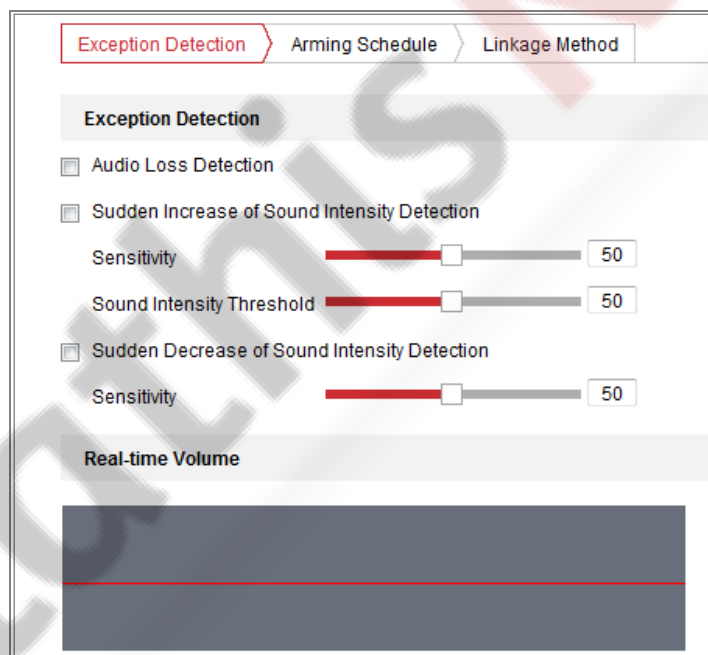 Exception Detection Arming Schedule Linkage Method
Exception Detection
Audio Loss Detection
Sudden Increase of Sound Intensity Detection
Sensitivity 50
Sound Intensity Threshold 50
Sudden Decrease of Sound Intensity Detection
Sensitivity 50
Real-time Volume